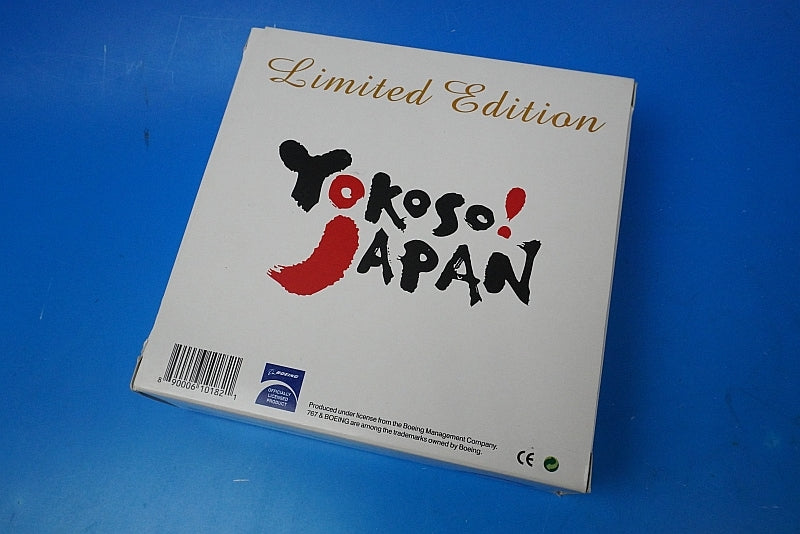 Limited Edition
Yokoso!
JAPAN
8 90006 10182 1
BOEING
OFFICIALLY
LICENSED
PRODUCT
Produced under license from the Boeing Management Company.
767 & BOEING are among the trademarks owned by Boeing.
CE